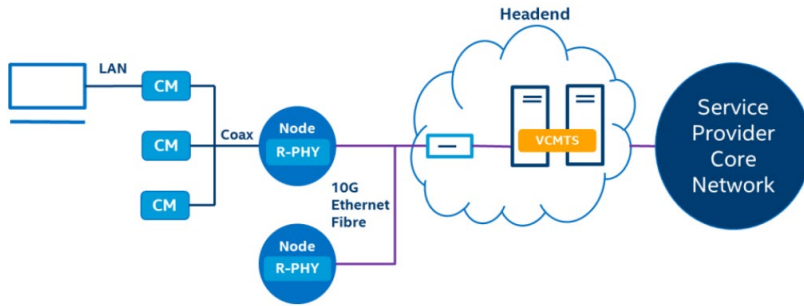 Headend
LAN
CM
CM
CM
Coax
Node
R-PHY
10G
Ethernet
Fibre
Node
R-PHY
VCMTS
Service
Provider
Core
Network